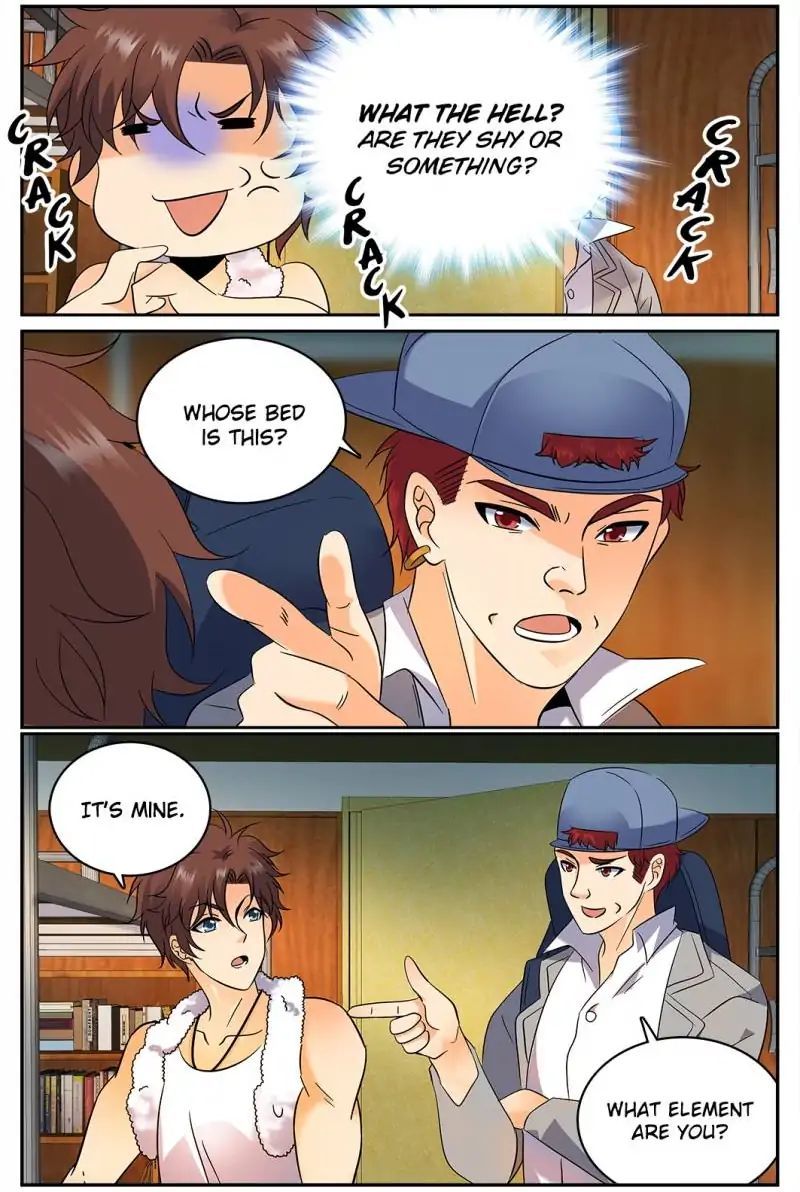 WHAT THE HELL?
ARE THEY SHY OR
SOMETHING?
CRACK
CRACK
CRACK
WHOSE BED
IS THIS?
IT'S MINE.
WHAT ELEMENT
ARE YOU?